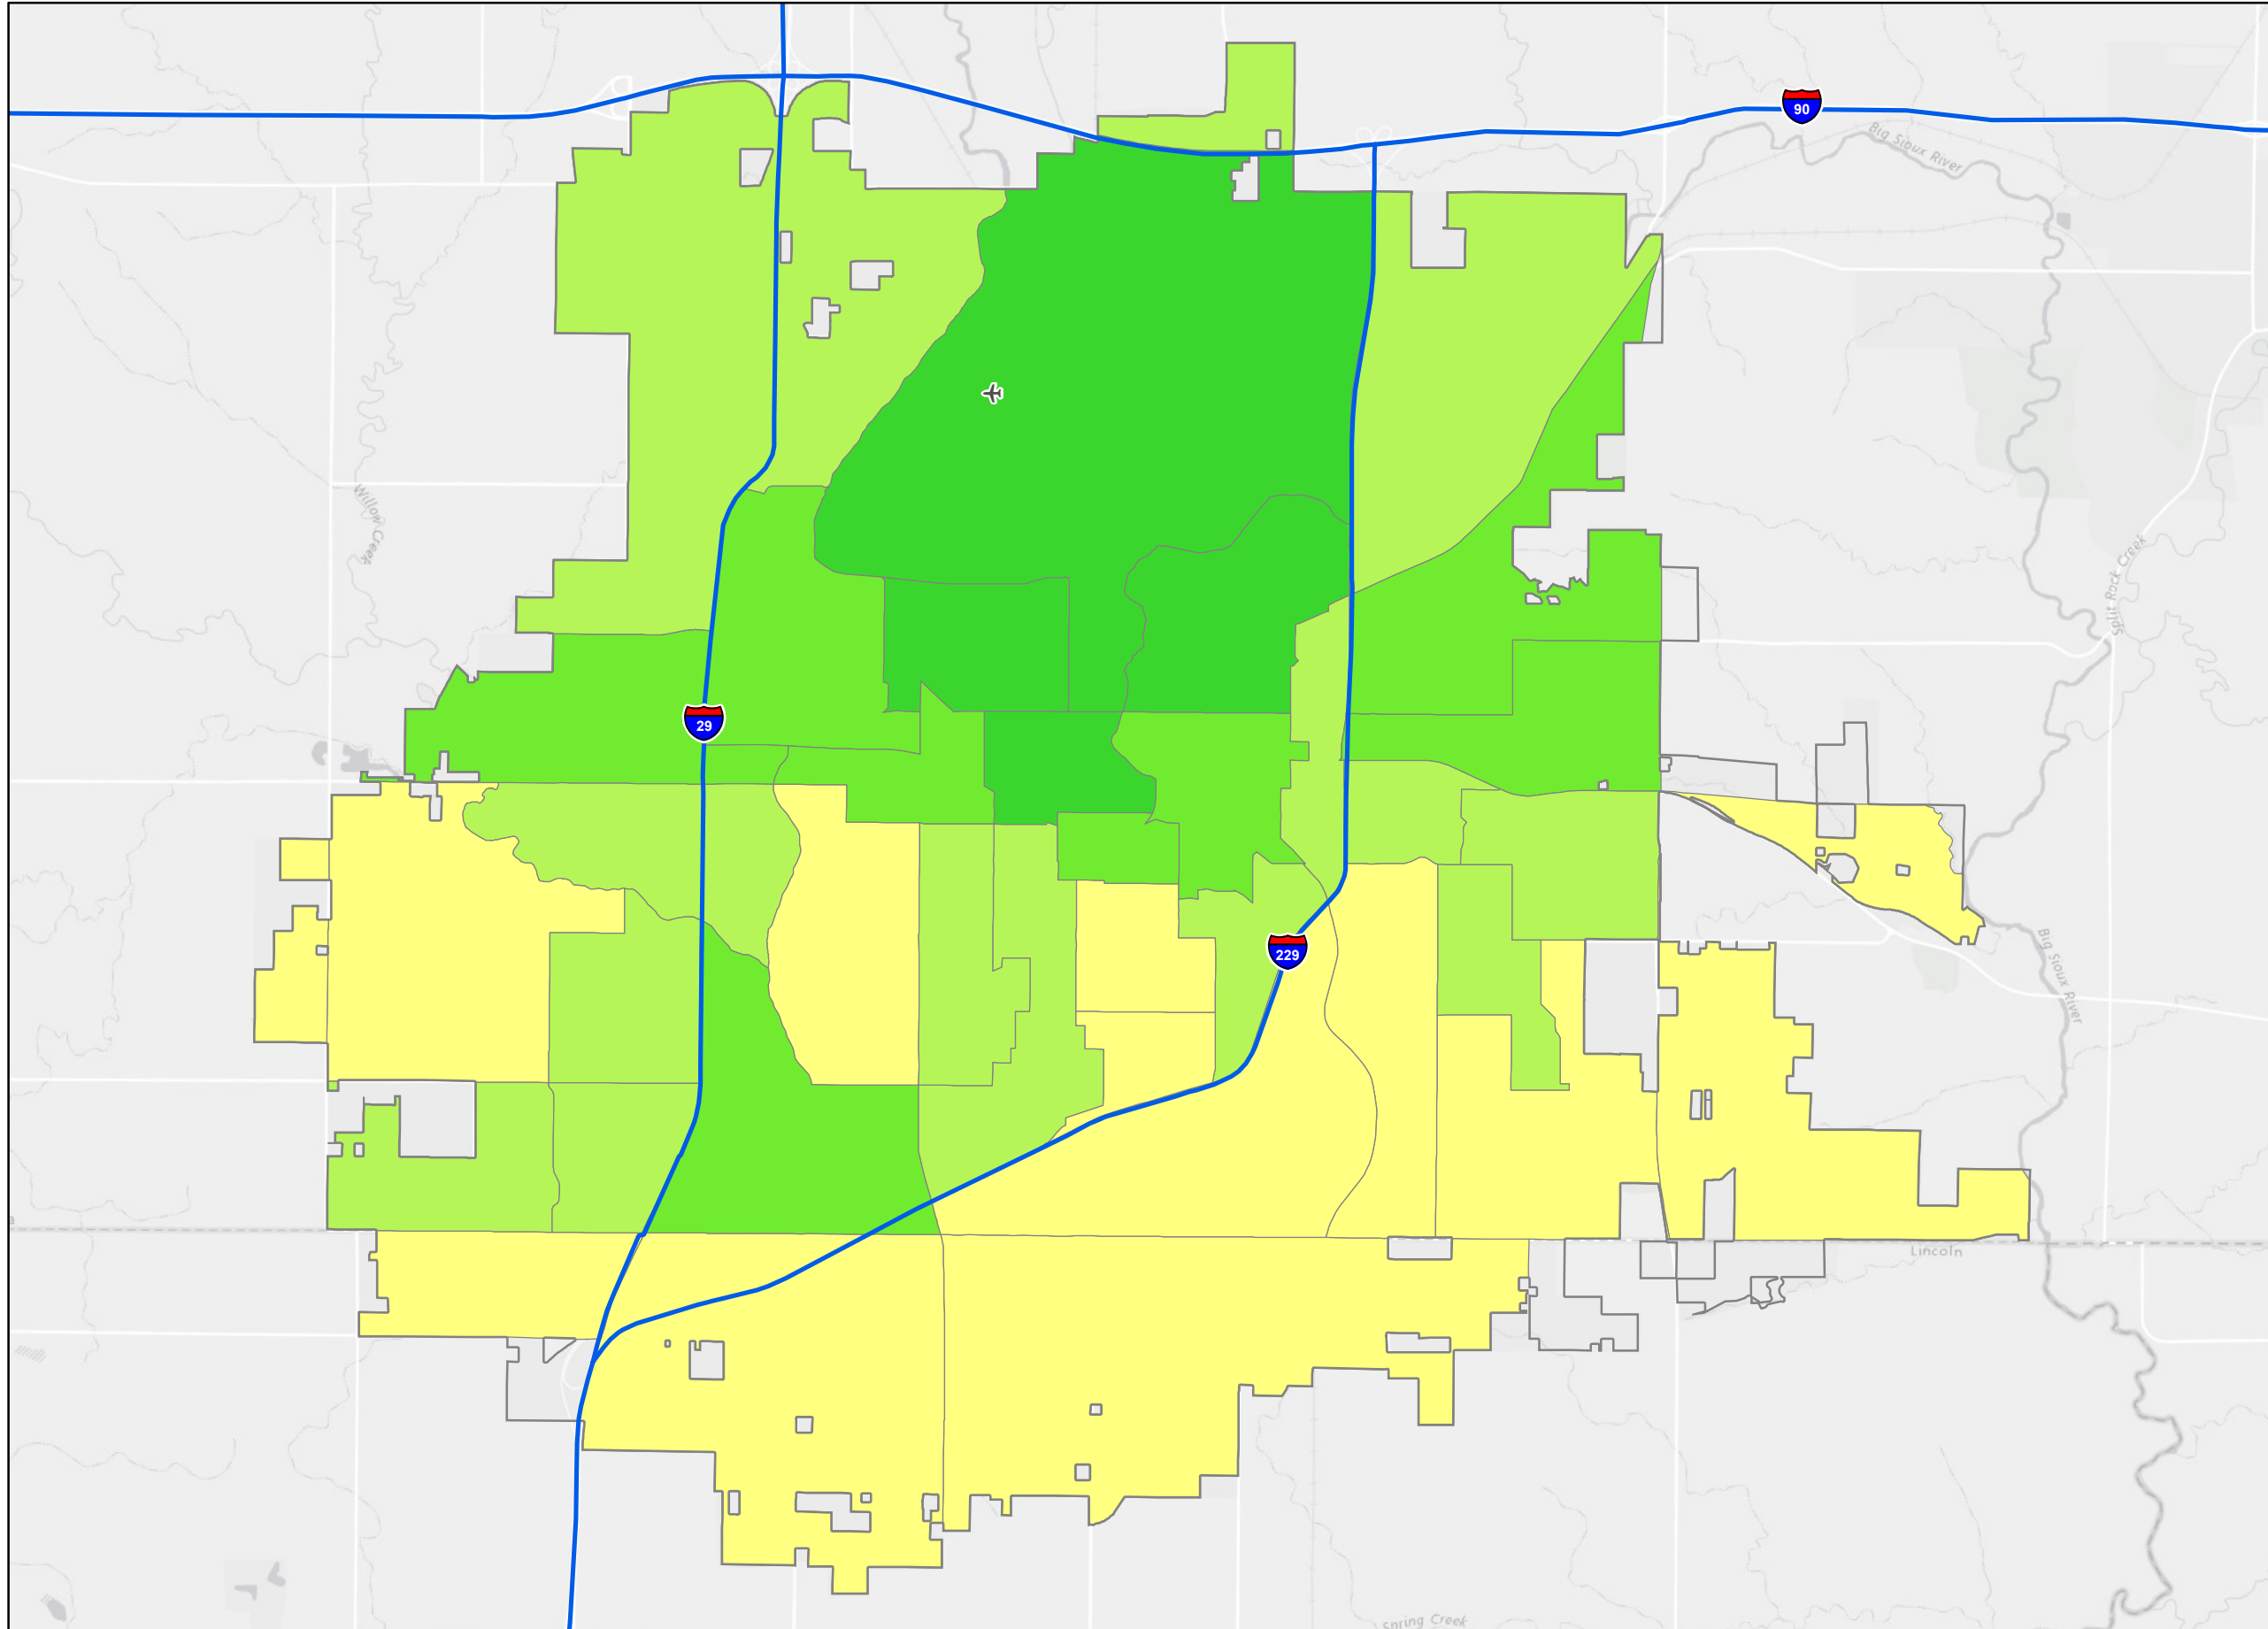 90
Big Sioux River
Willow Creek
Split Rock Creek
29
229
Big Sioux River
Lincoln
Spring Creek